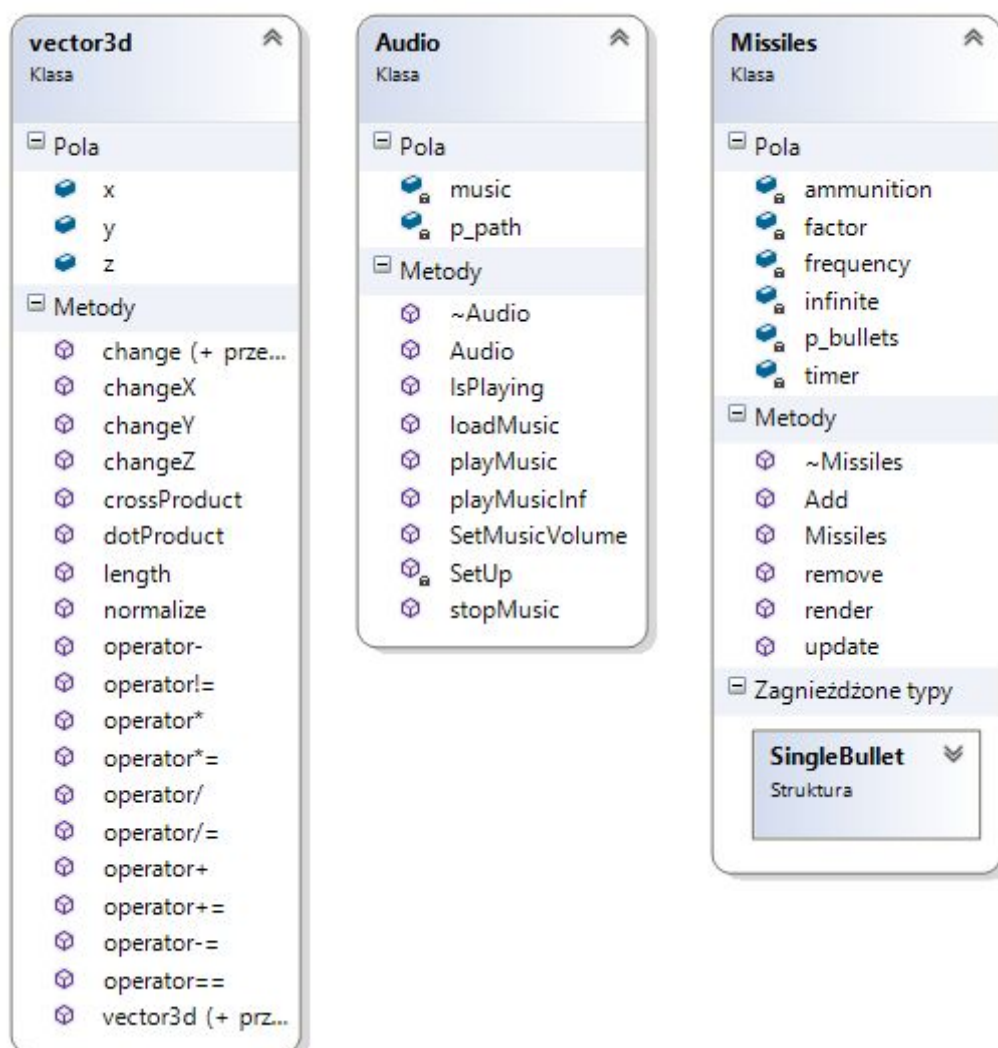 vector3d
Klasa
Pola
x
y
z
Metody
change (+ prze...
changeX
changeY
changeZ
crossProduct
dotProduct
length
normalize
operator-
operator!=
operator*
operator*=
operator/
operator/=
operator+
operator+=
operator-=
operator==
vector3d (+ prz...
Audio
Klasa
Pola
music
p_path
Metody
~Audio
Audio
IsPlaying
loadMusic
playMusic
playMusicInf
SetMusicVolume
SetUp
stopMusic
Missiles
Klasa
Pola
ammunition
factor
frequency
infinite
p_bullets
timer
Metody
~Missiles
Add
Missiles
remove
render
update
Zagnieżdżone typy
SingleBullet
Struktura